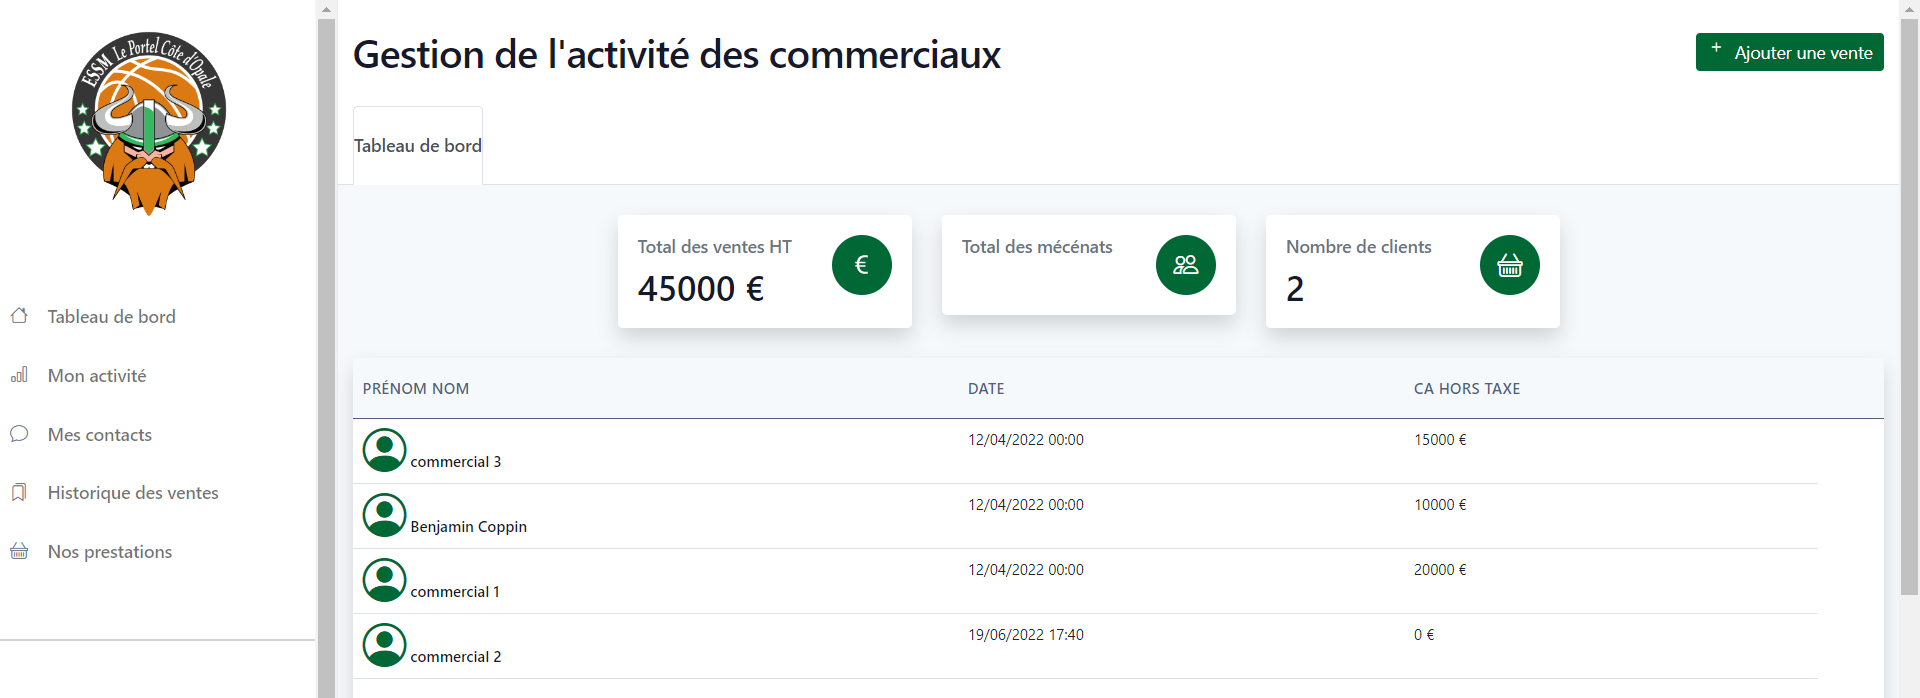 ESSM Le Portel Côte d'Opale
Tableau de bord
Mon activité
Mes contacts
Historique des ventes
Nos prestations
Gestion de l'activité des commerciaux
+ Ajouter une vente
Tableau de bord
Total des ventes HT
45000 €
€
Total des mécénats
Nombre de clients
2
PRÉNOM NOM DATE CA HORS TAXE
commercial 3 12/04/2022 00:00 15000 €
Benjamin Coppin 12/04/2022 00:00 10000 €
commercial 1 12/04/2022 00:00 20000 €
commercial 2 19/06/2022 17:40 0 €